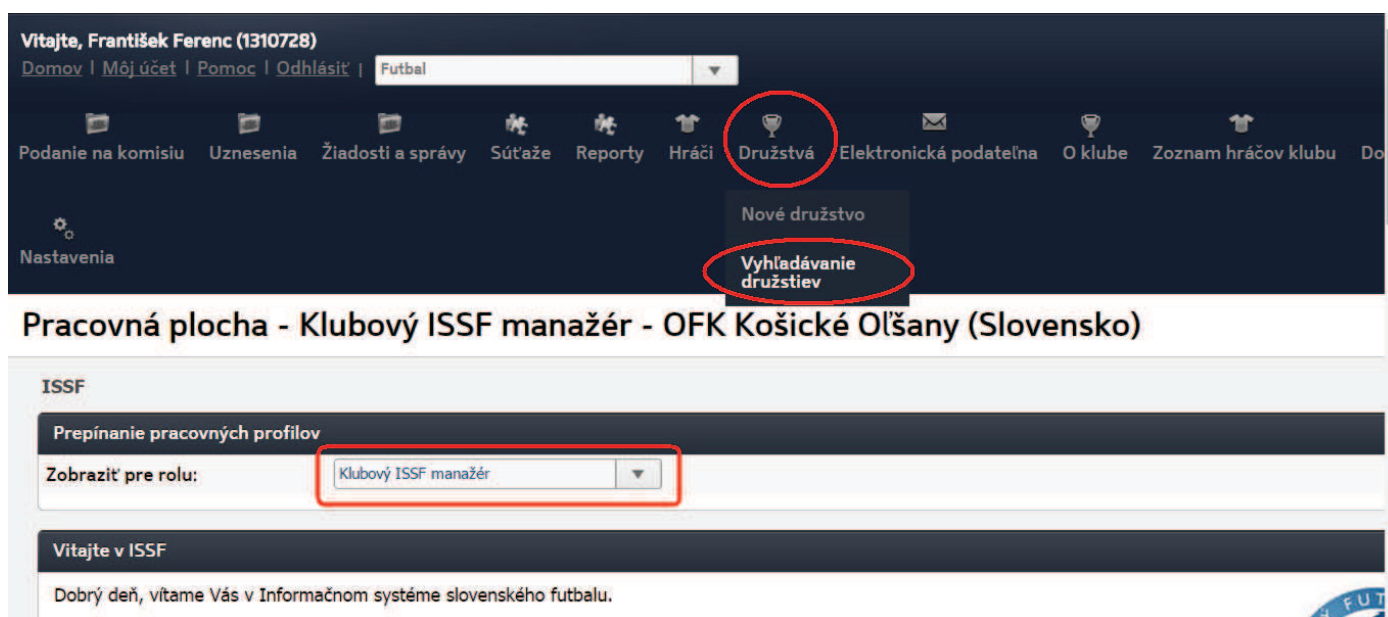 Vitajte, František Ferenc (1310728)
Domov | Môj účet | Pomoc | Odhlásiť | Futbal
Podanie na komisiu Uznesenia Žiadosti a správy Súťaže Reporty Hráči Družstvá Elektronická podateľna O klube Zoznam hráčov klubu Do
Nové družstvo
Nastavenia
Vyhľadávanie
družstiev
Pracovná plocha - Klubový ISSF manažér - OFK Košické Oľšany (Slovensko)
ISSF
Prepínanie pracovných profilov
Zobraziť pre rolu: Klubový ISSF manažér
Vitajte v ISSF
Dobrý deň, vítame Vás v Informačnom systéme slovenského futbalu.